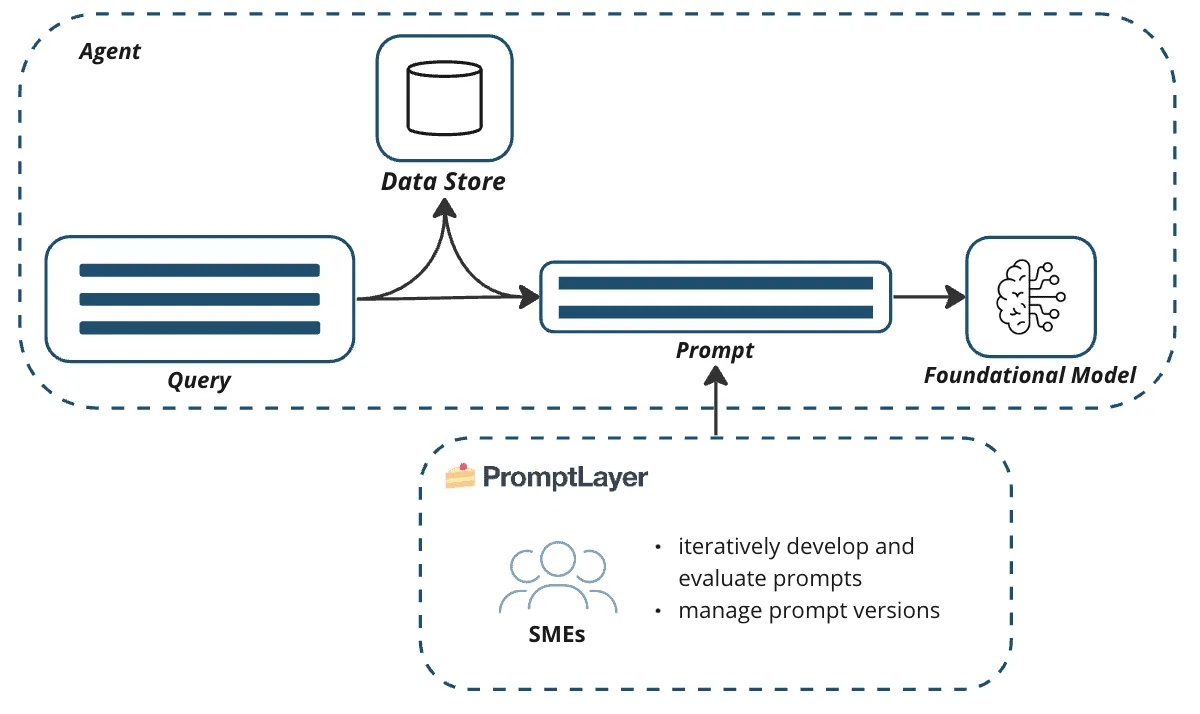 Agent
Data Store
Query
Prompt
Foundational Model
PromptLayer
SMEs
• iteratively develop and
evaluate prompts
• manage prompt versions